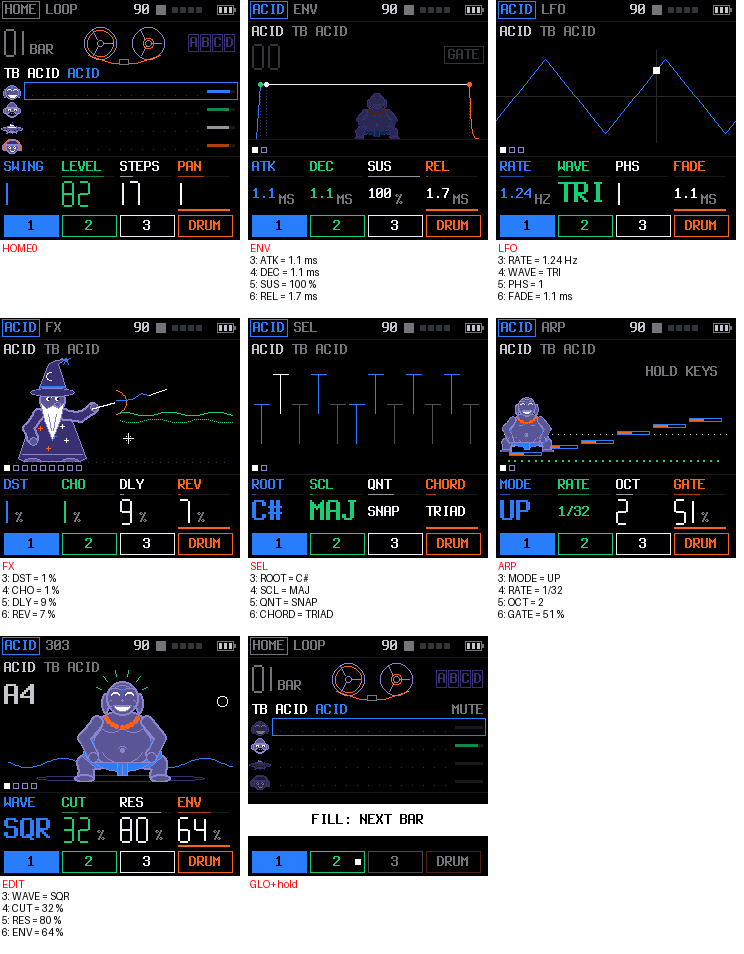 HOME LOOP 90
01 BAR ABCD
TB ACID ACID
SWING LEVEL STEPS PAN
1 82 17 1
1 2 3 DRUM
HOME0
ACID ENV 90
ACID TB ACID
00 GATE
ATK DEC SUS REL
1.1 MS 1.1 MS 100 % 1.7 MS
1 2 3 DRUM
ENV
3: ATK = 1.1 ms
4: DEC = 1.1 ms
5: SUS = 100 %
6: REL = 1.7 ms
ACID LFO 90
ACID TB ACID
RATE WAVE PHS FADE
1.24 HZ TRI 1 1.1 MS
1 2 3 DRUM
LFO
3: RATE = 1.24 Hz
4: WAVE = TRI
5: PHS = 1
6: FADE = 1.1 ms
ACID FX 90
ACID TB ACID
DST CHO DLY REV
1 % 1 % 9 % 7 %
1 2 3 DRUM
FX
3: DST = 1 %
4: CHO = 1 %
5: DLY = 9 %
6: REV = 7 %
ACID SEL 90
ACID TB ACID
ROOT SCL QNT CHORD
C# MAJ SNAP TRIAD
1 2 3 DRUM
SEL
3: ROOT = C#
4: SCL = MAJ
5: QNT = SNAP
6: CHORD = TRIAD
ACID ARP 90
ACID TB ACID
HOLD KEYS
MODE RATE OCT GATE
UP 1/32 2 51 %
1 2 3 DRUM
ARP
3: MODE = UP
4: RATE = 1/32
5: OCT = 2
6: GATE = 51 %
ACID 303 90
ACID TB ACID
A4
WAVE CUT RES ENV
SQR 32 % 80 % 64 %
1 2 3 DRUM
EDIT
3: WAVE = SQR
4: CUT = 32 %
5: RES = 80 %
6: ENV = 64 %
HOME LOOP 90
01 BAR ABCD
TB ACID ACID MUTE
FILL: NEXT BAR
1 2 3 DRUM
GLO+hold